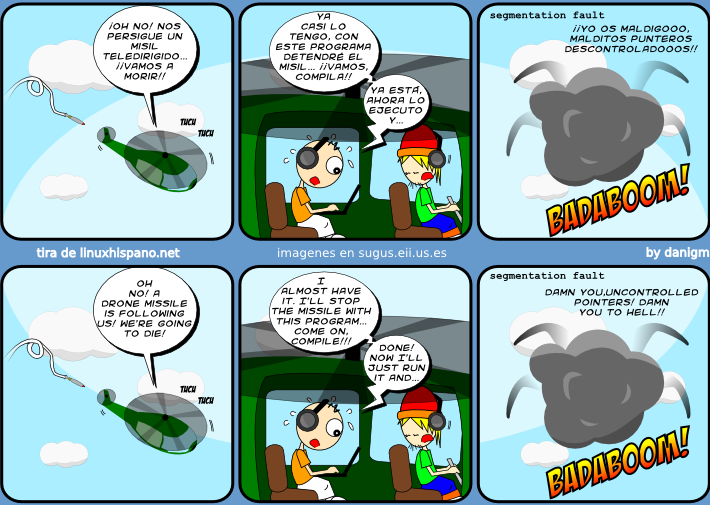 ¡OH NO! NOS
PERSIGUE UN
MISIL
TELEDIRIGIDO...
¡¡VAMOS A
MORIR!!
TUCU
TUCU
YA
CASI LO
TENGO, CON
ESTE PROGRAMA
DETENDRÉ EL
MISIL... ¡¡VAMOS,
COMPILA!!
YA ESTÁ,
AHORA LO
EJECUTO
Y...
segmentation fault
¡¡YO OS MALDIGOOO,
MALDITOS PUNTEROS
DESCONTROLADOOOS!!
BADABOOM!
tira de linuxhispano.net
imagenes en sugus.eii.us.es
by danigm
OH
NO! A
DRONE MISSILE
IS FOLLOWING
US! WE'RE GOING
TO DIE!
TUCU
TUCU
I
ALMOST HAVE
IT. I'LL STOP
THE MISSILE WITH
THIS PROGRAM...
COME ON,
COMPILE!!!
DONE!
NOW I'LL
JUST RUN
IT AND...
segmentation fault
DAMN YOU,UNCONTROLLED
POINTERS! DAMN
YOU TO HELL!!
BADABOOM!